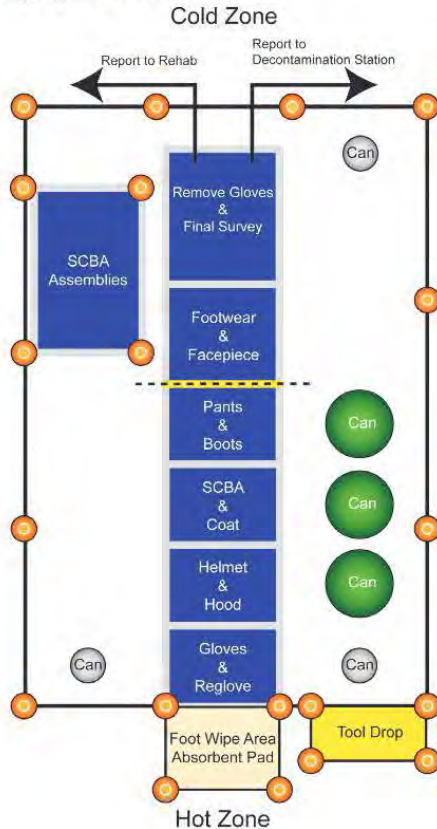 Cold Zone
Report to Rehab
Report to
Decontamination Station
Can
Remove Gloves
&
Final Survey
SCBA
Assemblies
Footwear
&
Facepiece
Pants
&
Boots
Can
SCBA
&
Coat
Can
Helmet
&
Hood
Can
Gloves
&
Reglove
Can
Can
Foot Wipe Area
Absorbent Pad
Tool Drop
Hot Zone